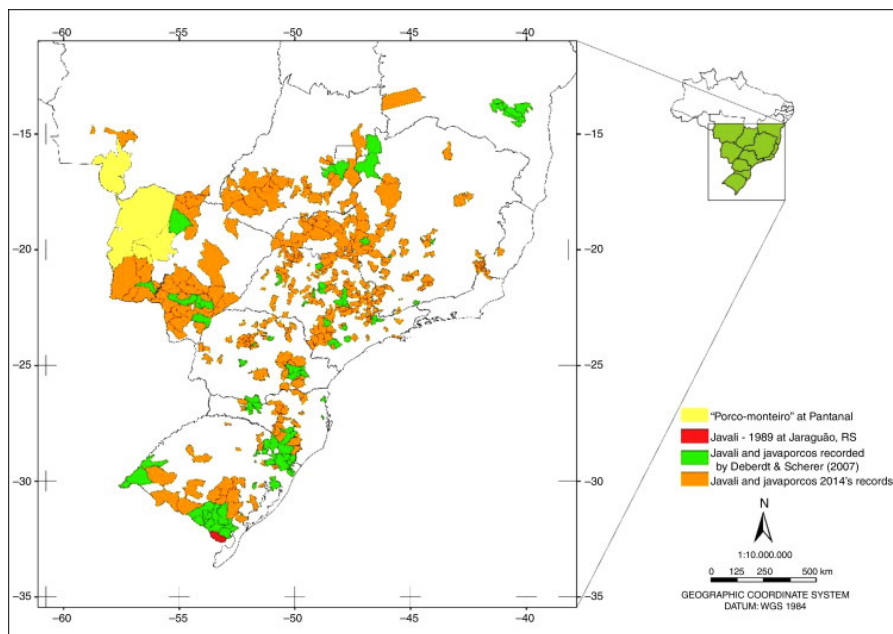 −60 −55 −50 −45 −40
−15
−20
−25
−30
−35
−15
−20
−25
−30
−35
−60 −55 −50 −45 −40
"Porco-monteiro" at Pantanal
Javali - 1989 at Jaraguão, RS
Javali and javaporcos recorded
by Deberdt & Scherer (2007)
Javali and javaporcos 2014's records
N
1:10.000.000
0 125 250 500 km
GEOGRAPHIC COORDINATE SYSTEM
DATUM: WGS 1984